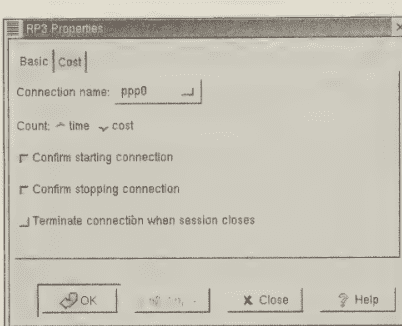 RP3 Properties
Basic Cost
Connection name: ppp0
Count: time cost
Confirm starting connection
Confirm stopping connection
Terminate connection when session closes
OK Close Help